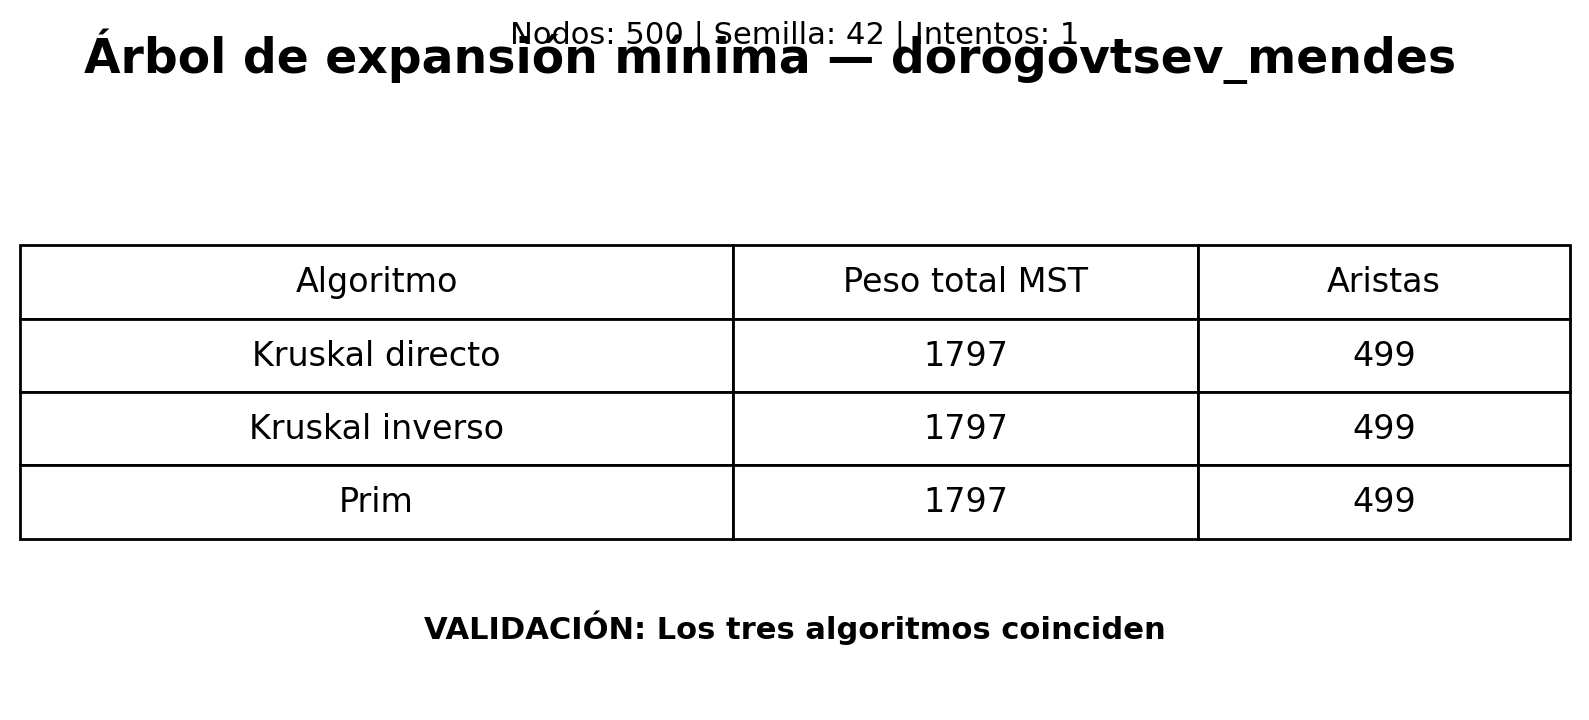 Nodos: 500 | Semilla: 42 | Intentos: 1
Árbol de expansión mínima — dorogovtsev_mendes
Algoritmo Peso total MST Aristas
Kruskal directo 1797 499
Kruskal inverso 1797 499
Prim 1797 499
VALIDACIÓN: Los tres algoritmos coinciden